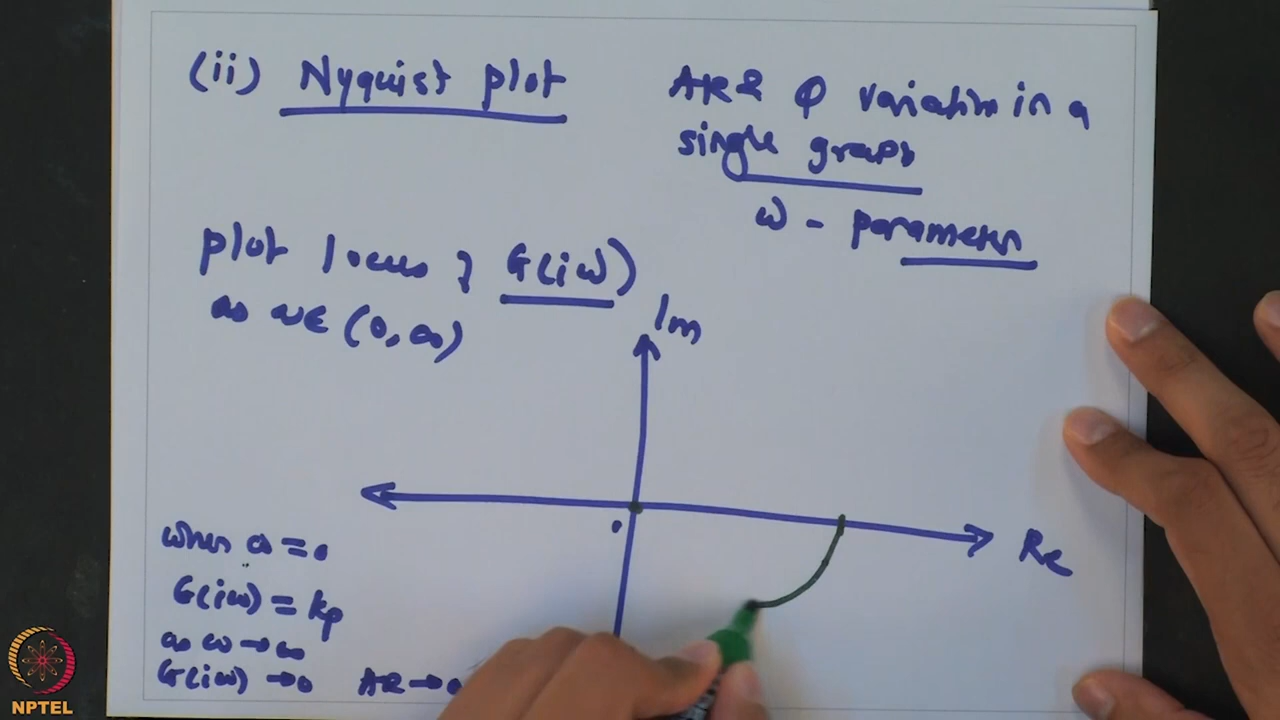 (ii) Nyquist plot
AR & φ variation in a
single graph
ω - parameter
plot locus of G(iω)
as ω∈ (0,∞)
Im
0
Re
when ω = 0
G(iω) = kp
as ω→∞
G(iω) →0 AR→0
NPTEL